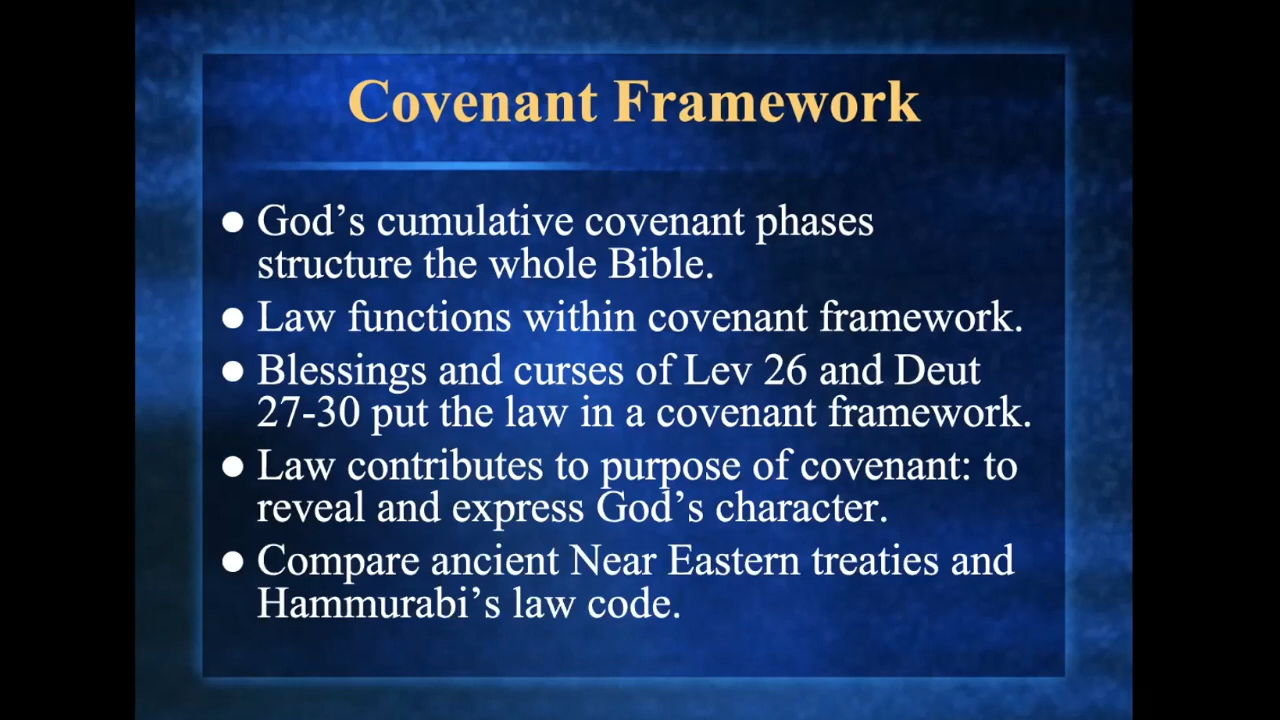 Covenant Framework
● God’s cumulative covenant phases
structure the whole Bible.
● Law functions within covenant framework.
● Blessings and curses of Lev 26 and Deut
27-30 put the law in a covenant framework.
● Law contributes to purpose of covenant: to
reveal and express God’s character.
● Compare ancient Near Eastern treaties and
Hammurabi’s law code.